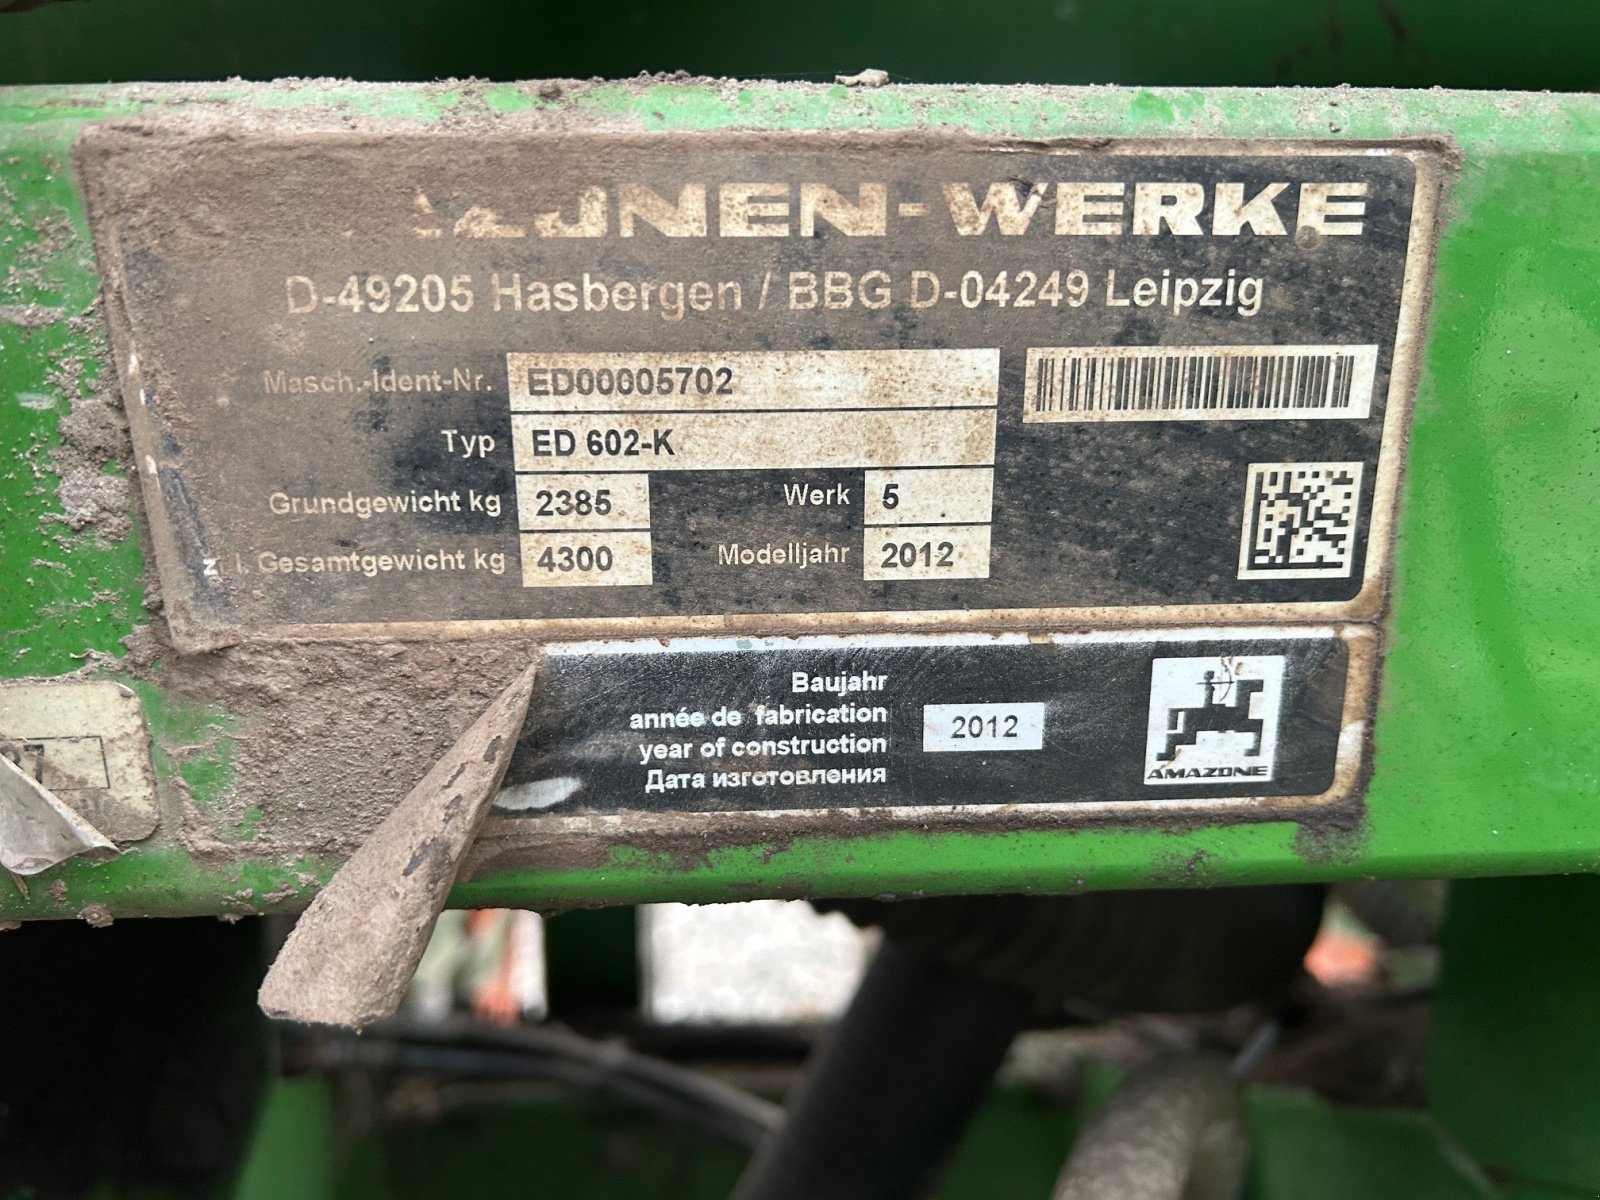 -WERKE
D-49205 Hasbergen / BBG D-04249 Leipzig
Masch.-Ident-Nr. ED00005702
Typ ED 602-K
Grundgewicht kg 2385 Werk 5
l. Gesamtgewicht kg 4300 Modelljahr 2012
Baujahr
année de fabrication
year of construction
Дата изготовления
2012
AMAZONE